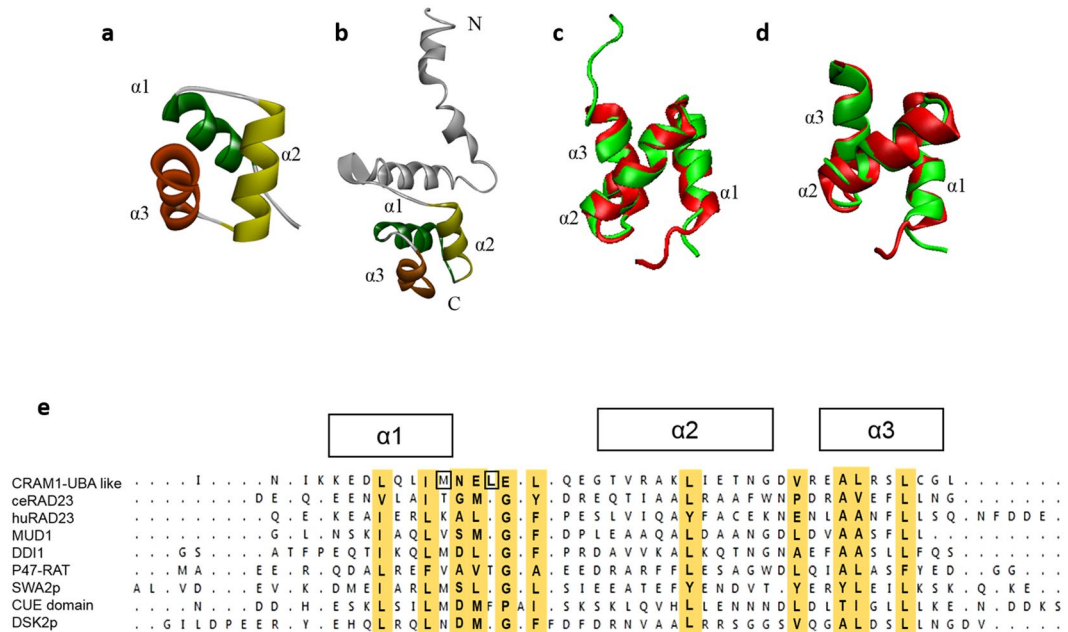 a
b
c
d
N
α1
α2
α3
α1
α2
α3
C
α3
α2
α1
α3
α2
α1
e
α1
α2
α3
CRAM1-UBA like . . . . I . . . . N . I K K E D L Q L I M N E L E L . Q E G T V R A K L I E T N G D V R E A L R S L C G L . . . . . . .
ceRAD23 . . . . . . . . D E . Q . E E N V L A I T G M . G Y . D R E Q T I A A L R A A F W N P D R A V E F L L N G . . . . . . . .
huRAD23 . . . . . . . . . Q . E . K E A I E R L K A L . G F . P E S L V I Q A Y F A C E K N E N L A A N F L L S Q . N F D D E .
MUD1 . . . . . . . . . G . L . N S K I A Q L V S M . G F . D P L E A A Q A L D A A N G D L D V A A S F L L . . . . . . . . . .
DDI1 . . . G S . . . . A T F P E Q T I K Q L M D L . G F . P R D A V V K A L K Q T N G N A E F A A S L L F Q S . . . . . . . .
P47-RAT . . . M A . . . . E E . R . Q D A L R E F V A V T G A . E E D R A R F F L E S A G W D L Q I A L A S F Y E D . . G G . . . .
SWA2p A L . V D . . . E V . K . D M E L A R L M S L . G L . S I E E A T E F Y E N D V T . Y E R Y L E I L K S K . Q . K E . .
CUE domain . . . . N . . . D D . H . E S K L S I L M D M F P A I . S K S K L Q V H L L E N N N D L D L T I G L L L K E . N . D D K S
DSK2p . . G I L D P E E R . Y . E H Q L R Q L N D M . G F F D F D R N V A A L R R S G G S V Q G A L D S L L N G D V . . . . .